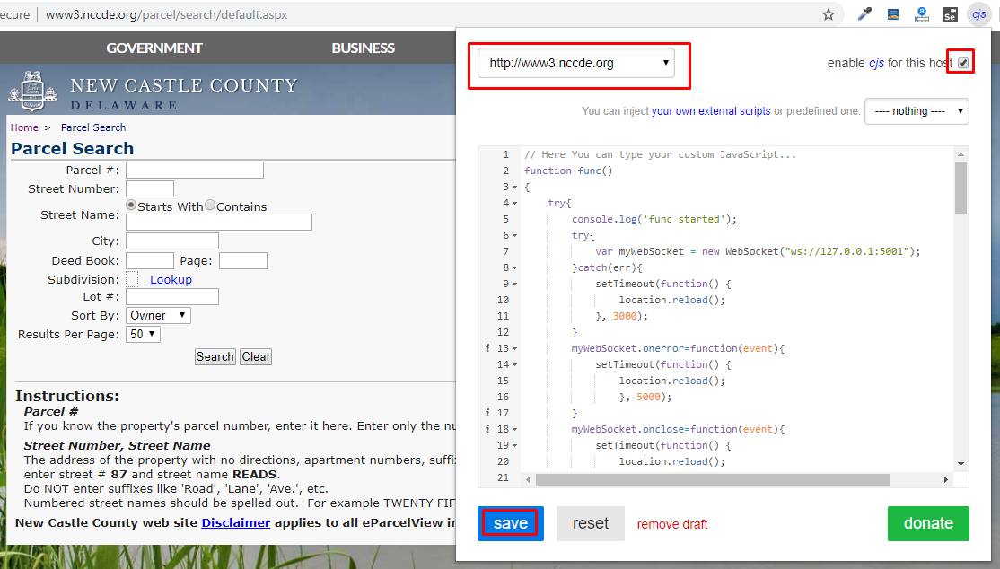 ecure www3.nccde.org/parcel/search/default.aspx
a
Se
cjs
GOVERNMENT BUSINESS
NEW CASTLE COUNTY
DELAWARE
Home > Parcel Search
Parcel Search
Parcel #:
Street Number:
Street Name: Starts With Contains
City:
Deed Book: Page:
Subdivision: Lookup
Lot #:
Sort By: Owner
Results Per Page: 50
Search Clear
Instructions:
Parcel #
If you know the property's parcel number, enter it here. Enter only the nu
Street Number, Street Name
The address of the property with no directions, apartment numbers, suffix
enter street # 87 and street name READS.
Do NOT enter suffixes like 'Road', 'Lane', 'Ave.', etc.
Numbered street names should be spelled out. For example TWENTY FIF
New Castle County web site Disclaimer applies to all eParcelView in
http://www3.nccde.org
enable cjs for this host
You can inject your own external scripts or predefined one: ---- nothing ----
1 // Here You can type your custom JavaScript...
2 function func()
3 {
4 try{
5 console.log('func started');
6 try{
7 var myWebSocket = new WebSocket("ws://127.0.0.1:5001");
8 }catch(err){
9 setTimeout(function() {
10 location.reload();
11 }, 3000);
12 }
i 13 myWebSocket.onerror=function(event){
14 setTimeout(function() {
15 location.reload();
16 }, 5000);
i 17 }
i 18 myWebSocket.onclose=function(event){
19 setTimeout(function() {
20 location.reload();
21
save reset remove draft donate